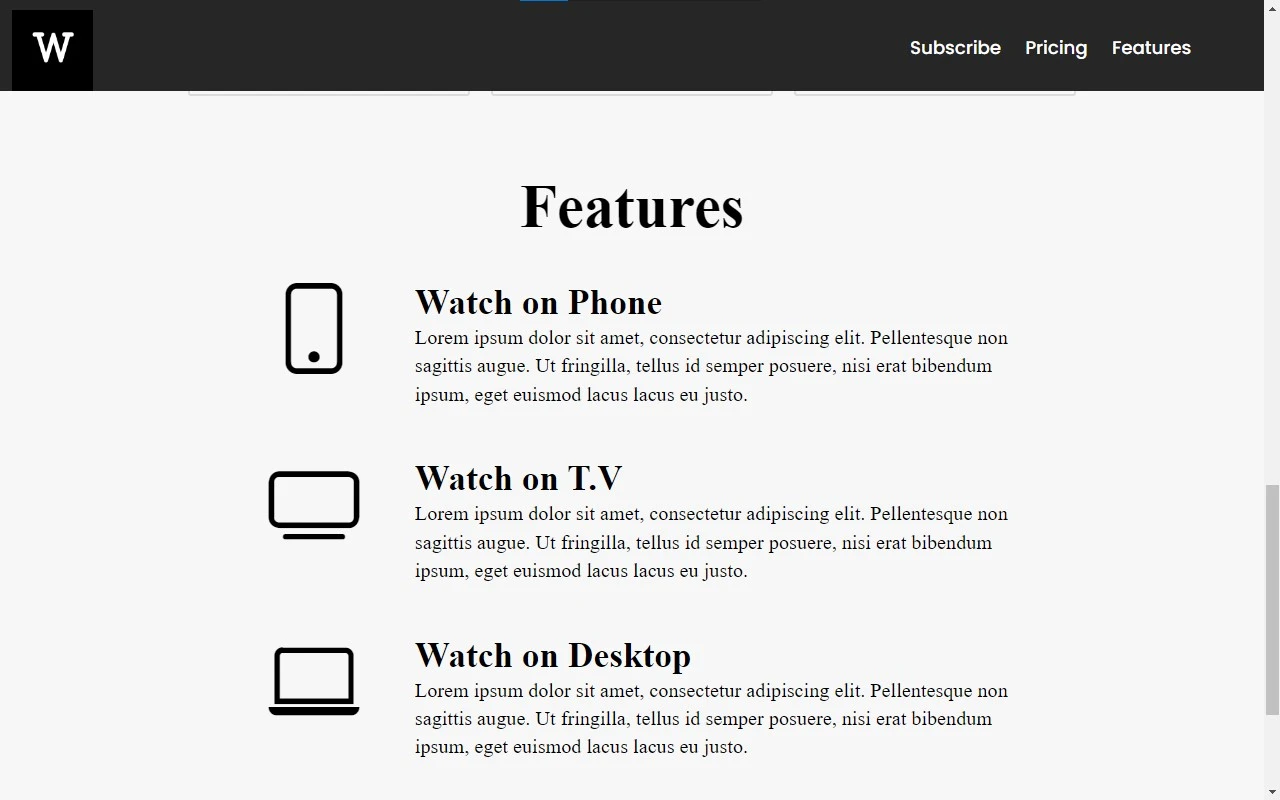 W
Subscribe Pricing Features
Features
Watch on Phone
Lorem ipsum dolor sit amet, consectetur adipiscing elit. Pellentesque non
sagittis augue. Ut fringilla, tellus id semper posuere, nisi erat bibendum
ipsum, eget euismod lacus lacus eu justo.
Watch on T.V
Lorem ipsum dolor sit amet, consectetur adipiscing elit. Pellentesque non
sagittis augue. Ut fringilla, tellus id semper posuere, nisi erat bibendum
ipsum, eget euismod lacus lacus eu justo.
Watch on Desktop
Lorem ipsum dolor sit amet, consectetur adipiscing elit. Pellentesque non
sagittis augue. Ut fringilla, tellus id semper posuere, nisi erat bibendum
ipsum, eget euismod lacus lacus eu justo.